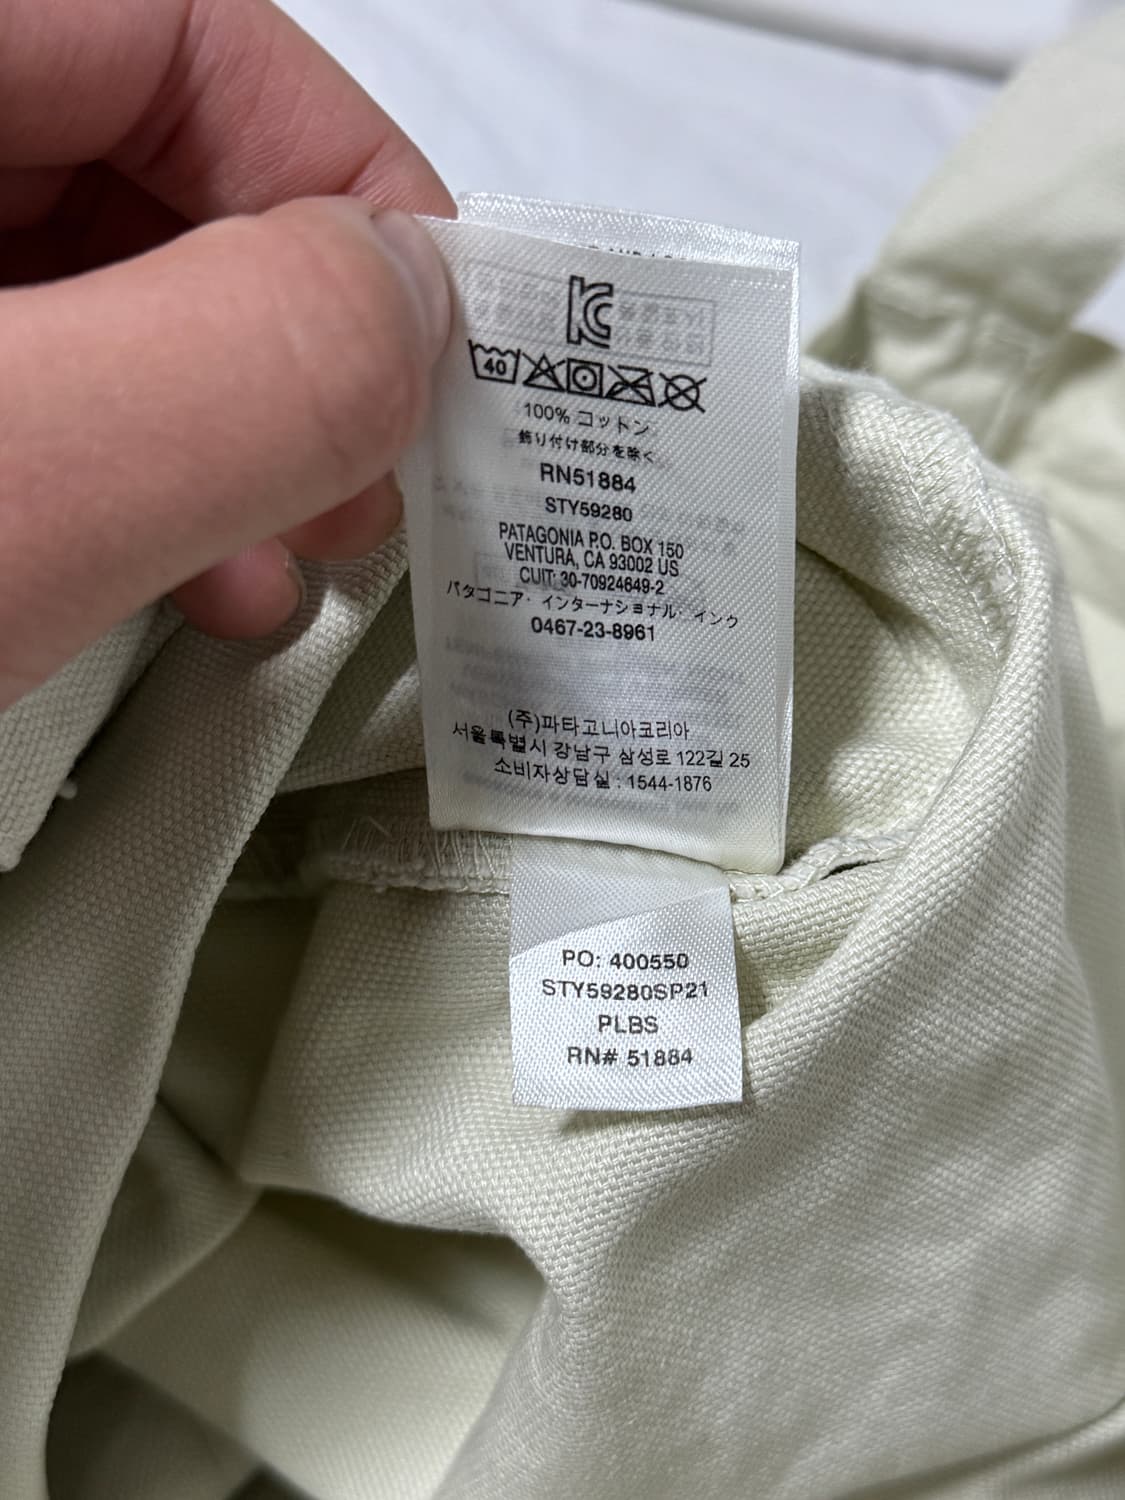 40
100% コットン
飾り付け部分を除く
RN51884
STY59280
PATAGONIA P.O. BOX 150
VENTURA, CA 93002 US
CUIT: 30-70924649-2
パタゴニア・インターナショナル・インク
0467-23-8961
(주)파타고니아코리아
서울특별시 강남구 삼성로 122길 25
소비자상담실 : 1544-1876
PO: 400550
STY59280SP21
PLBS
RN# 51884